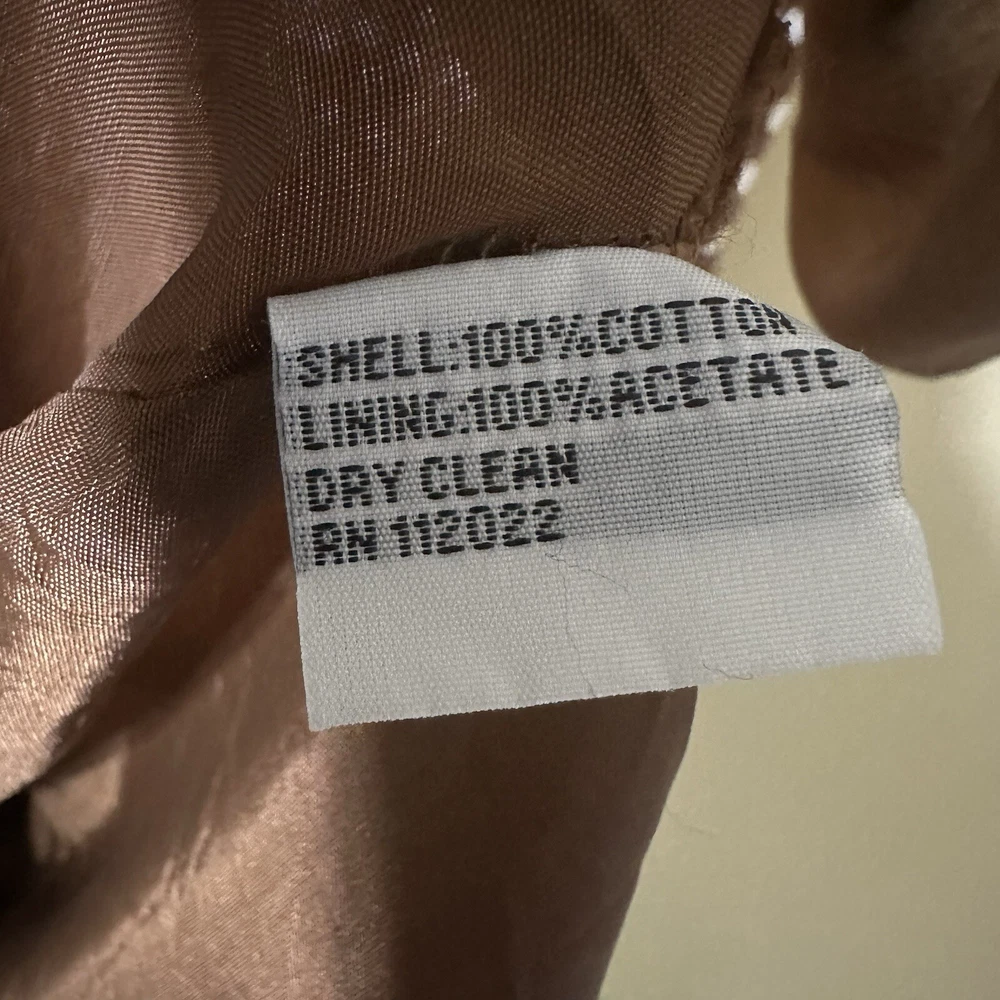 SHELL:100%COTTON
LINING:100%ACETATE
DRY CLEAN
RN 112022